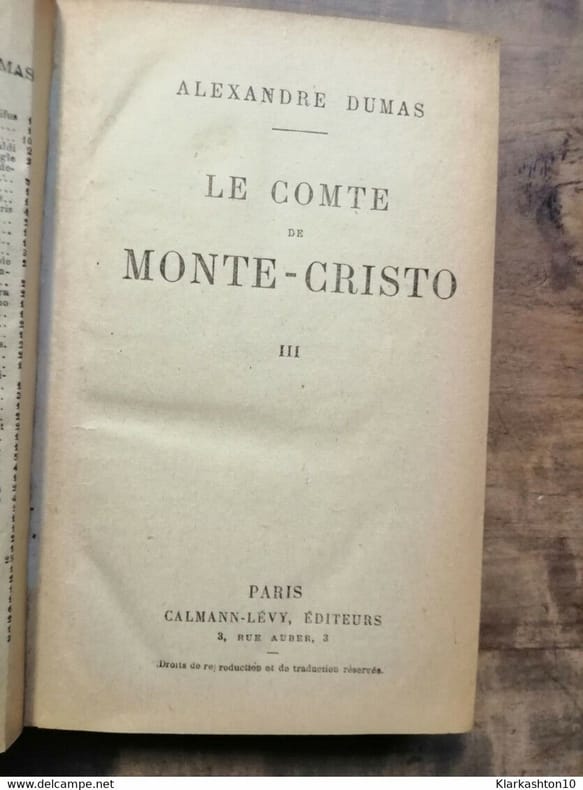 MAS
ALEXANDRE DUMAS
LE COMTE
DE
MONTE-CRISTO
III
PARIS
CALMANN-LÉVY, ÉDITEURS
3, RUE AUBER, 3
Droits de reproduction et de traduction réservés.
www.delcampe.net
Klarkashton10